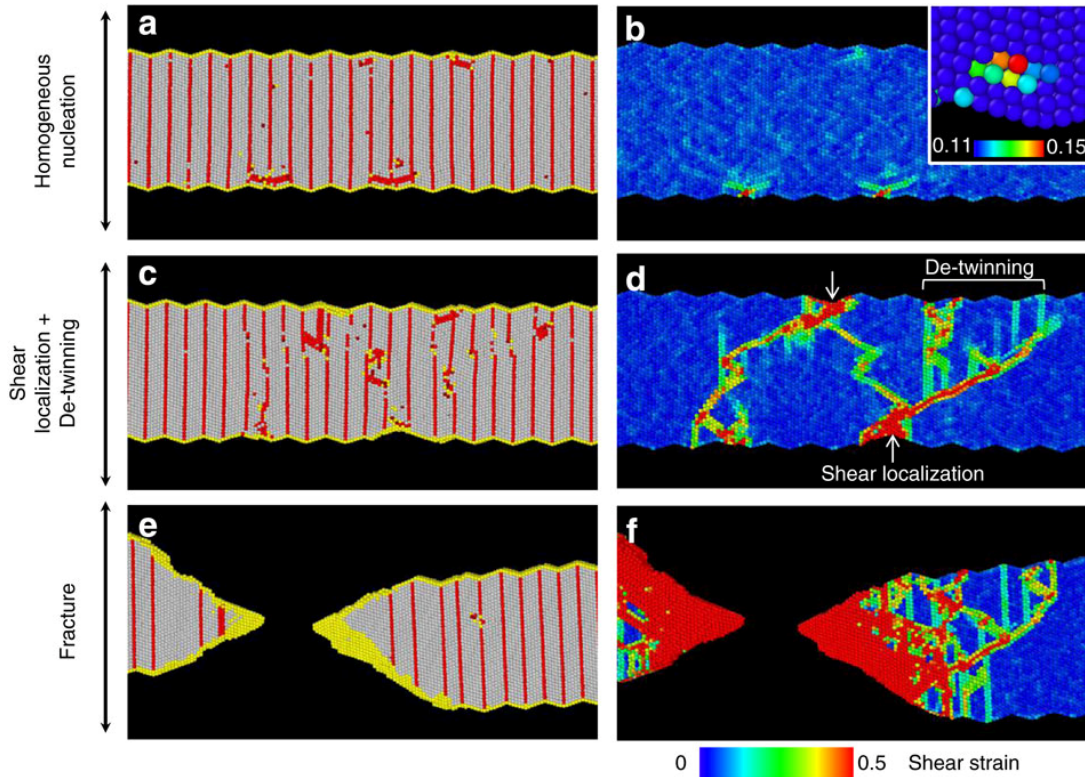 Homogeneous
nucleation
a
b
0.11
0.15
Shear
localization +
De-twinning
c
d
De-twinning
Shear localization
Fracture
e
f
0
0.5
Shear strain